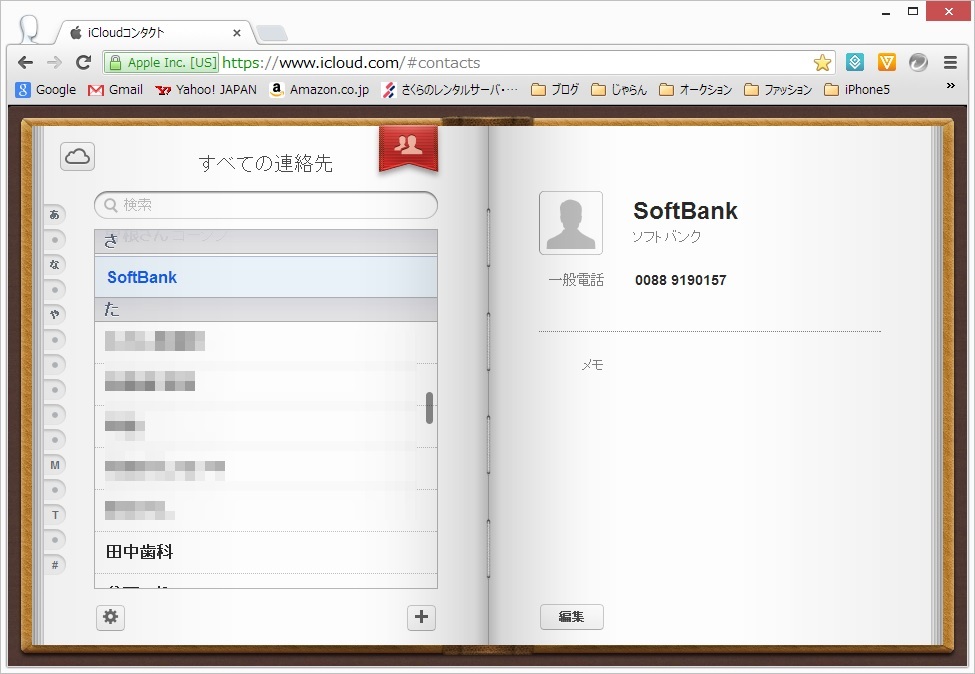 iCloudコンタクト
Apple Inc. [US] https://www.icloud.com/#contacts
Google Gmail Yahoo! JAPAN Amazon.co.jp さくらのレンタルサーバ・… ブログ じゃらん オークション ファッション iPhone5 »
すべての連絡先
検索
さ
SoftBank
た
田中歯科
あ
な
や
M
T
#
SoftBank
ソフトバンク
一般電話 0088 9190157
メモ
編集